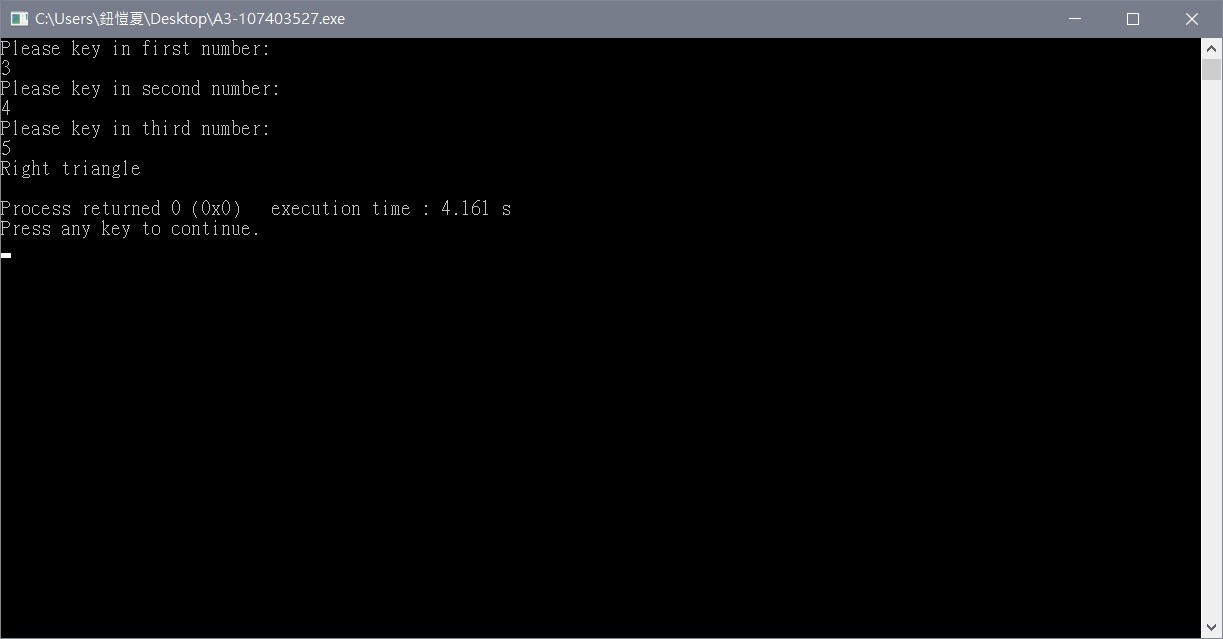 C:\Users\鈕愷夏\Desktop\A3-107403527.exe
Please key in first number:
3
Please key in second number:
4
Please key in third number:
5
Right triangle
Process returned 0 (0x0)   execution time : 4.161 s
Press any key to continue.